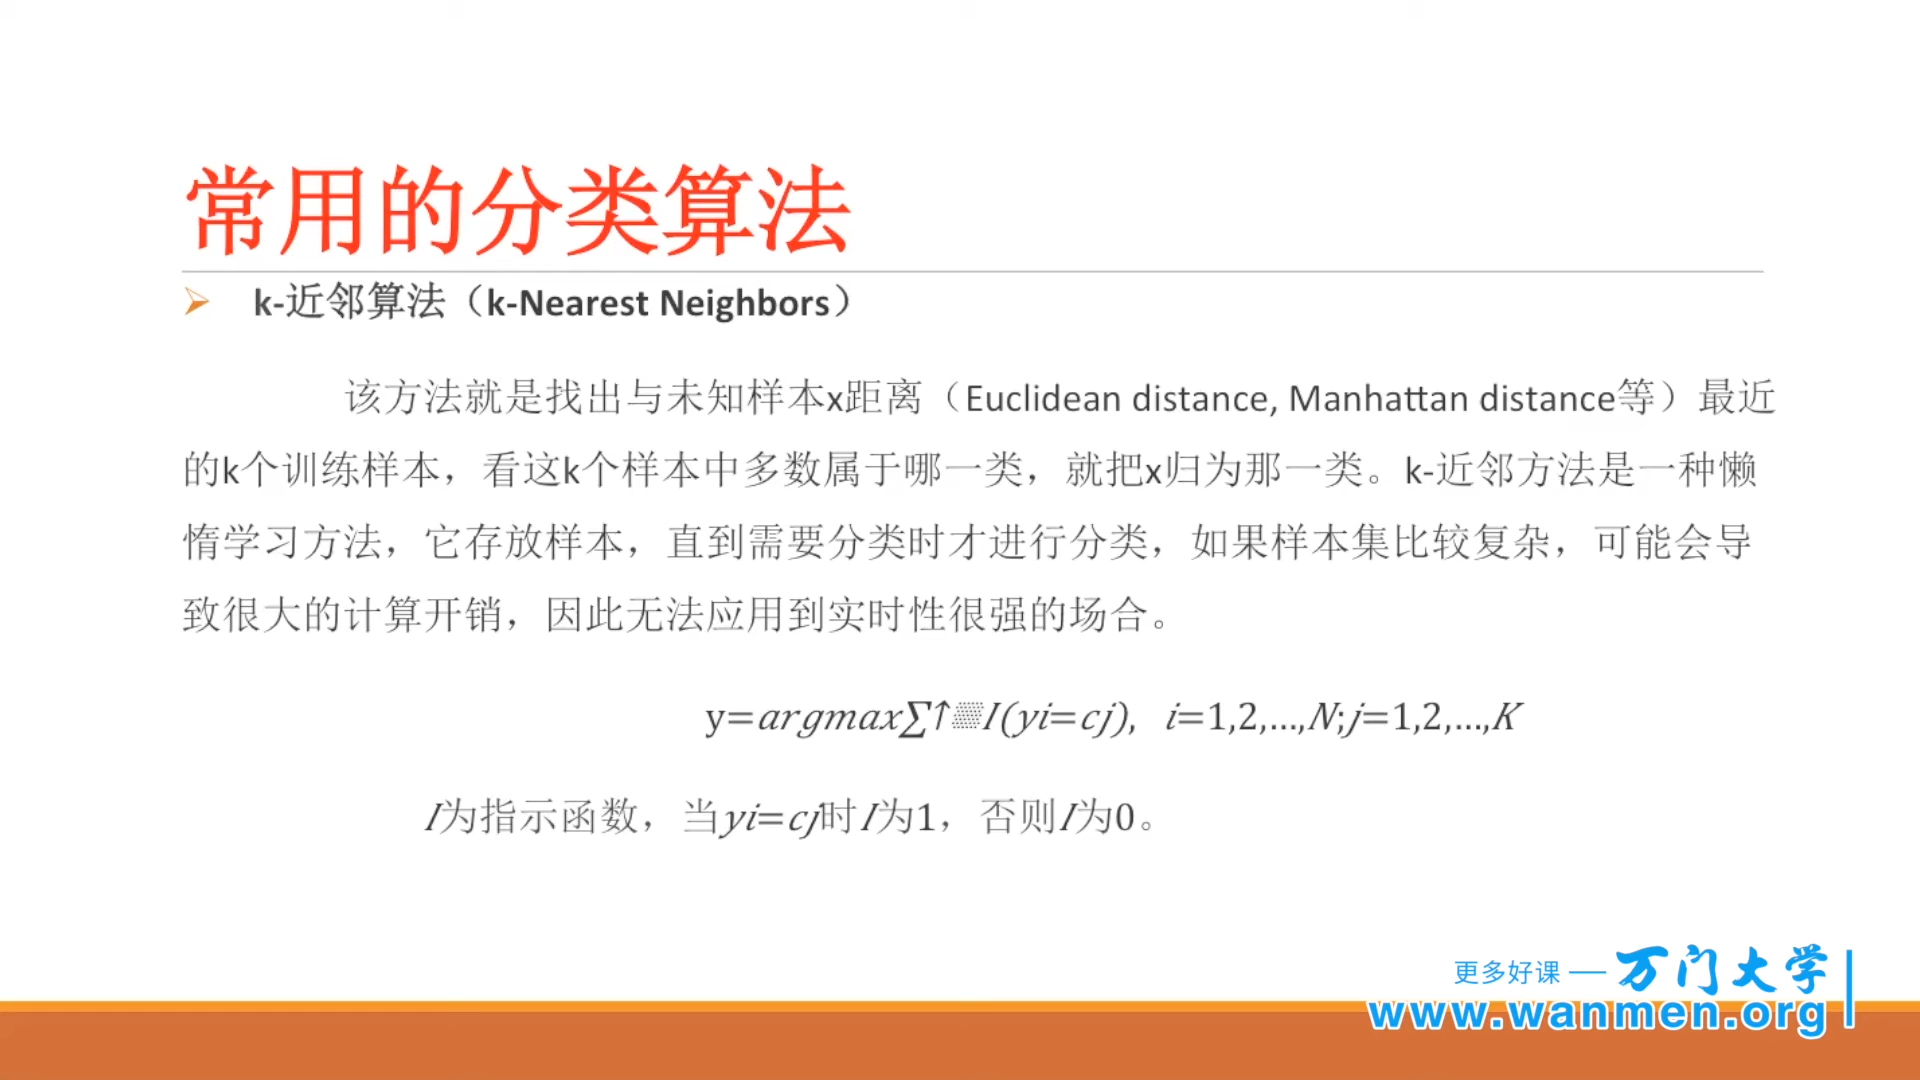 常用的分类算法
k-近邻算法（k-Nearest Neighbors）
该方法就是找出与未知样本x距离（Euclidean distance, Manhattan distance等）最近
的k个训练样本，看这k个样本中多数属于哪一类，就把x归为那一类。k-近邻方法是一种懒
惰学习方法，它存放样本，直到需要分类时才进行分类，如果样本集比较复杂，可能会导
致很大的计算开销，因此无法应用到实时性很强的场合。
y=argmax∑↑▒I(yi=cj),  i=1,2,…,N;j=1,2,…,K
I为指示函数，当yi=cj时I为1，否则I为0。
更多好课 — 万门大学
www.wanmen.org